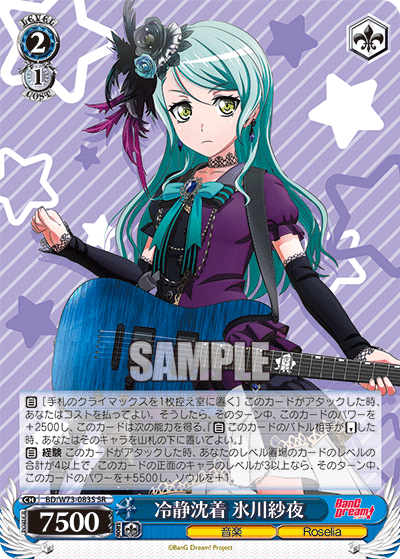 LEVEL
2
1
COST
SAMPLE
自 [手札のクライマックスを1枚控え室に置く] このカードがアタックした時、
あなたはコストを払ってよい。そうしたら、そのターン中、このカードのパワーを
+2500し、このカードは次の能力を得る。『自 このカードのバトル相手が した
時、あなたはそのキャラを山札の下に置いてよい。』
自 経験 このカードがアタックした時、あなたのレベル置場のカードのレベル
の合計が4以上で、このカードの正面のキャラのレベルが3以上なら、そのターン中、
このカードのパワーを+5500し、ソウルを+1。
CH BD/W73-083S SR
7500
冷静沈着 氷川紗夜
BanG Dream!
音楽
Roselia
©BanG Dream! Project